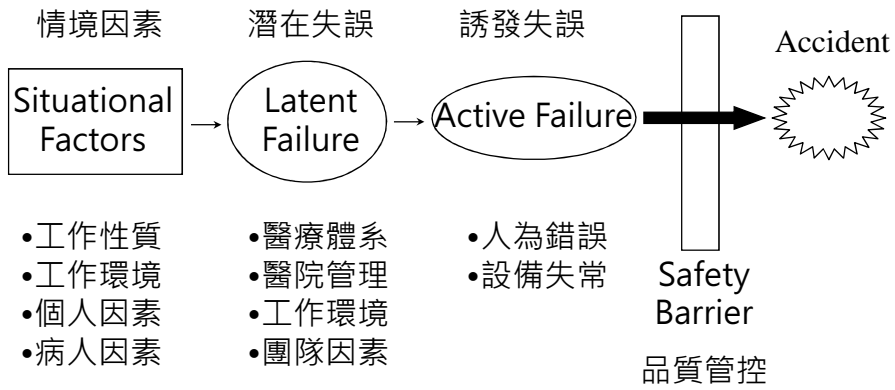 情境因素
潛在失誤
誘發失誤
Accident
Situational
Factors
Latent
Failure
Active Failure
•工作性質
•工作環境
•個人因素
•病人因素
•醫療體系
•醫院管理
•工作環境
•團隊因素
•人為錯誤
•設備失常
Safety
Barrier
品質管控